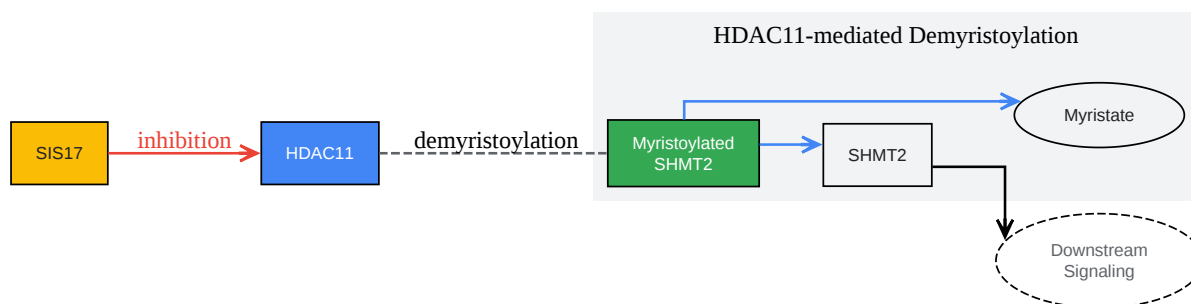 HDAC11-mediated Demyristoylation
SIS17
inhibition
HDAC11
demyristoylation
Myristoylated
SHMT2
SHMT2
Myristate
Downstream
Signaling